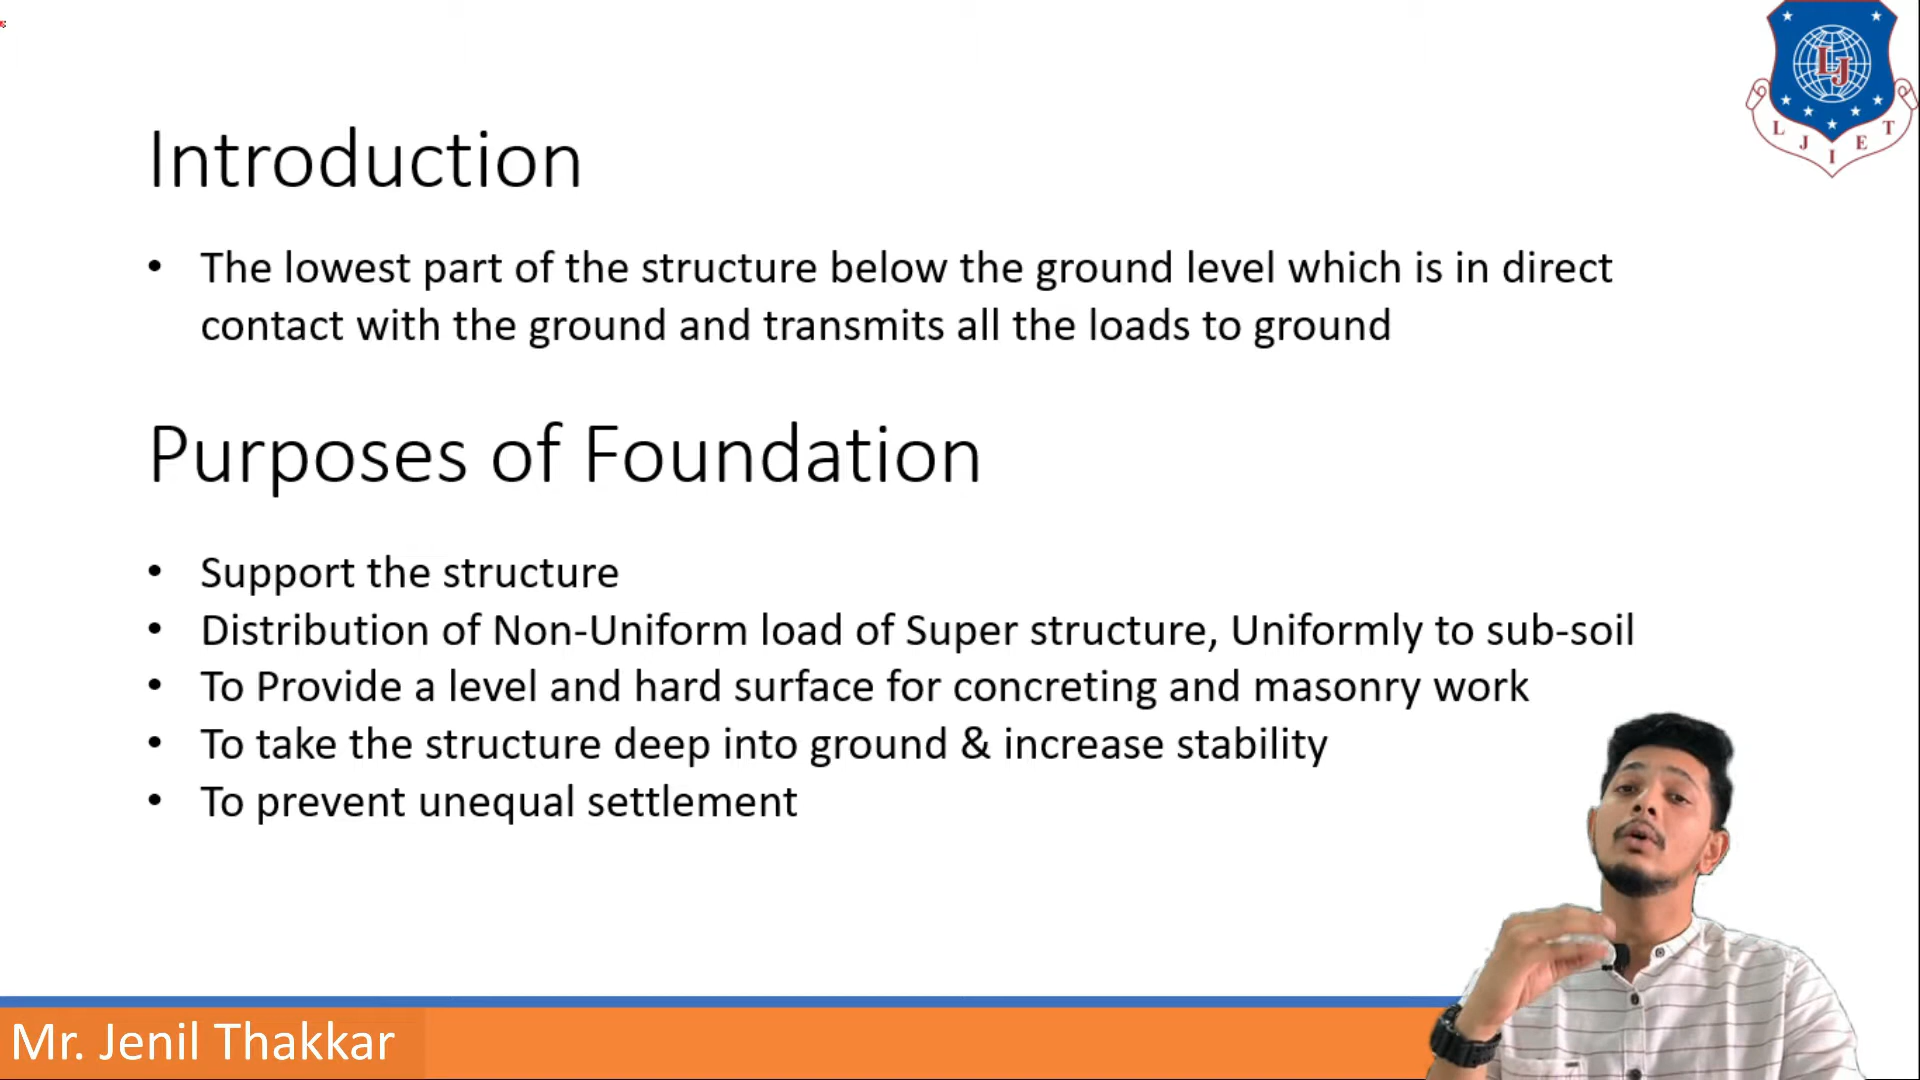 LJ
L J I E T
Introduction
• The lowest part of the structure below the ground level which is in direct
contact with the ground and transmits all the loads to ground
Purposes of Foundation
• Support the structure
• Distribution of Non-Uniform load of Super structure, Uniformly to sub-soil
• To Provide a level and hard surface for concreting and masonry work
• To take the structure deep into ground & increase stability
• To prevent unequal settlement
Mr. Jenil Thakkar